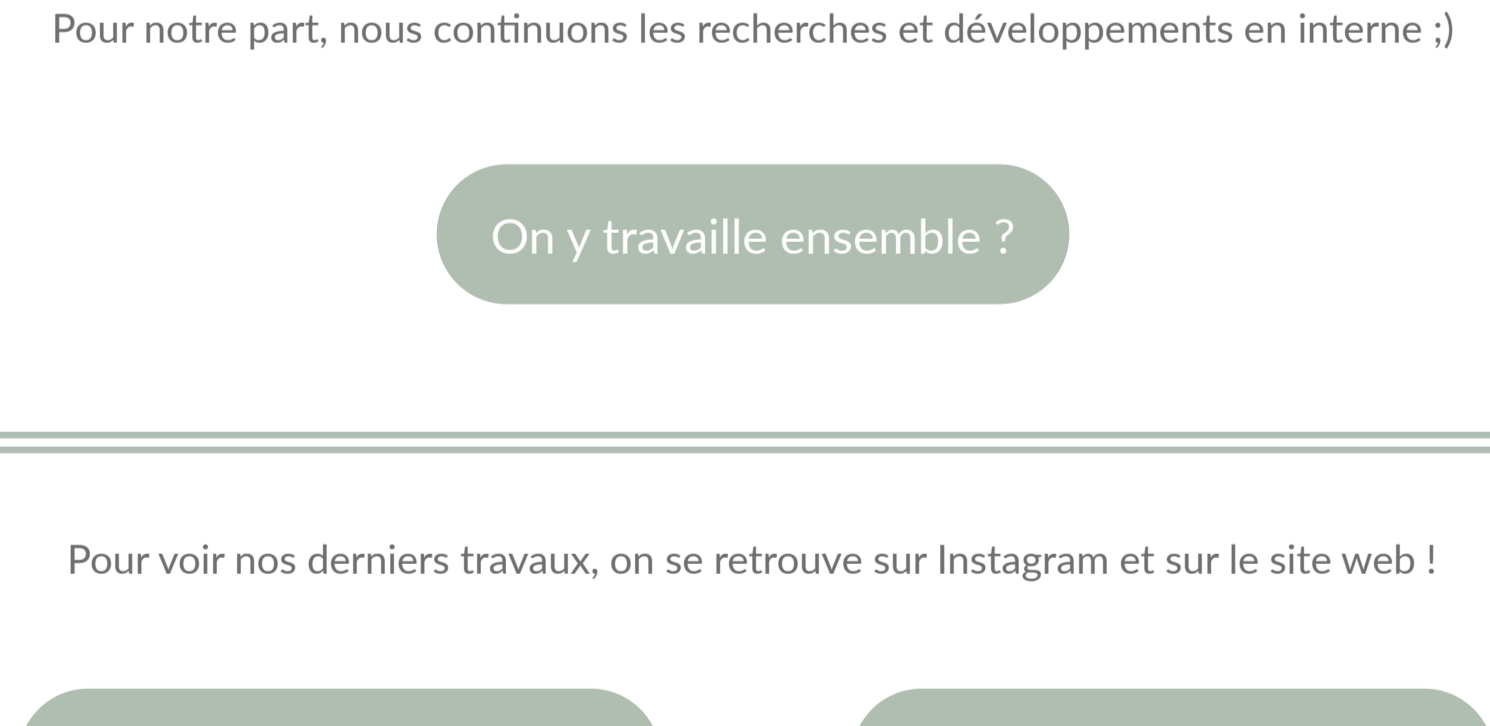 Pour notre part, nous continuons les recherches et développements en interne ;)
On y travaille ensemble ?
Pour voir nos derniers travaux, on se retrouve sur Instagram et sur le site web !